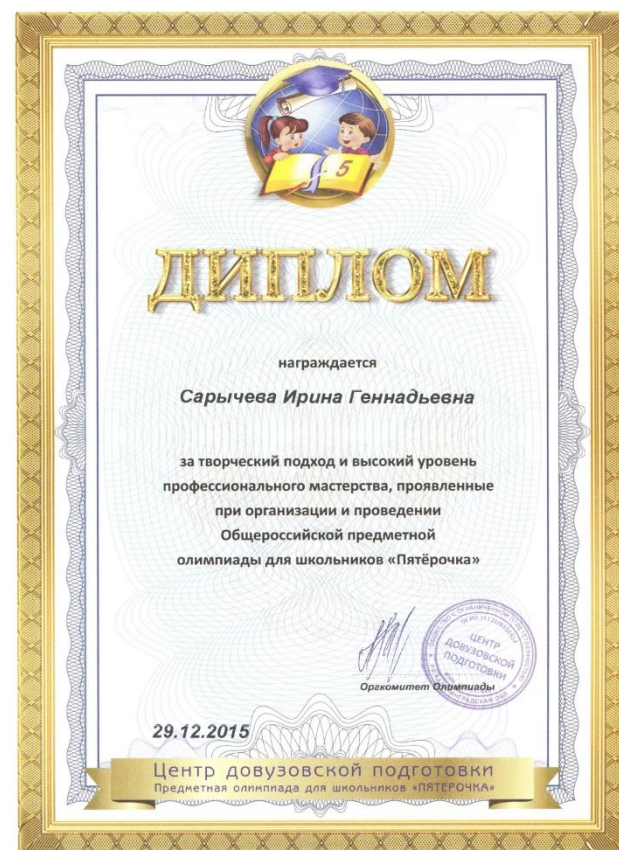 5
ДИПЛОМ
награждается
Сарычева Ирина Геннадьевна
за творческий подход и высокий уровень
профессионального мастерства, проявленные
при организации и проведении
Общероссийской предметной
олимпиады для школьников «Пятёрочка»
ЦЕНТР
ДОВУЗОВСКОЙ
ПОДГОТОВКИ
Оргкомитет Олимпиады
29.12.2015
Центр довузовской подготовки
Предметная олимпиада для школьников «ПЯТЕРОЧКА»